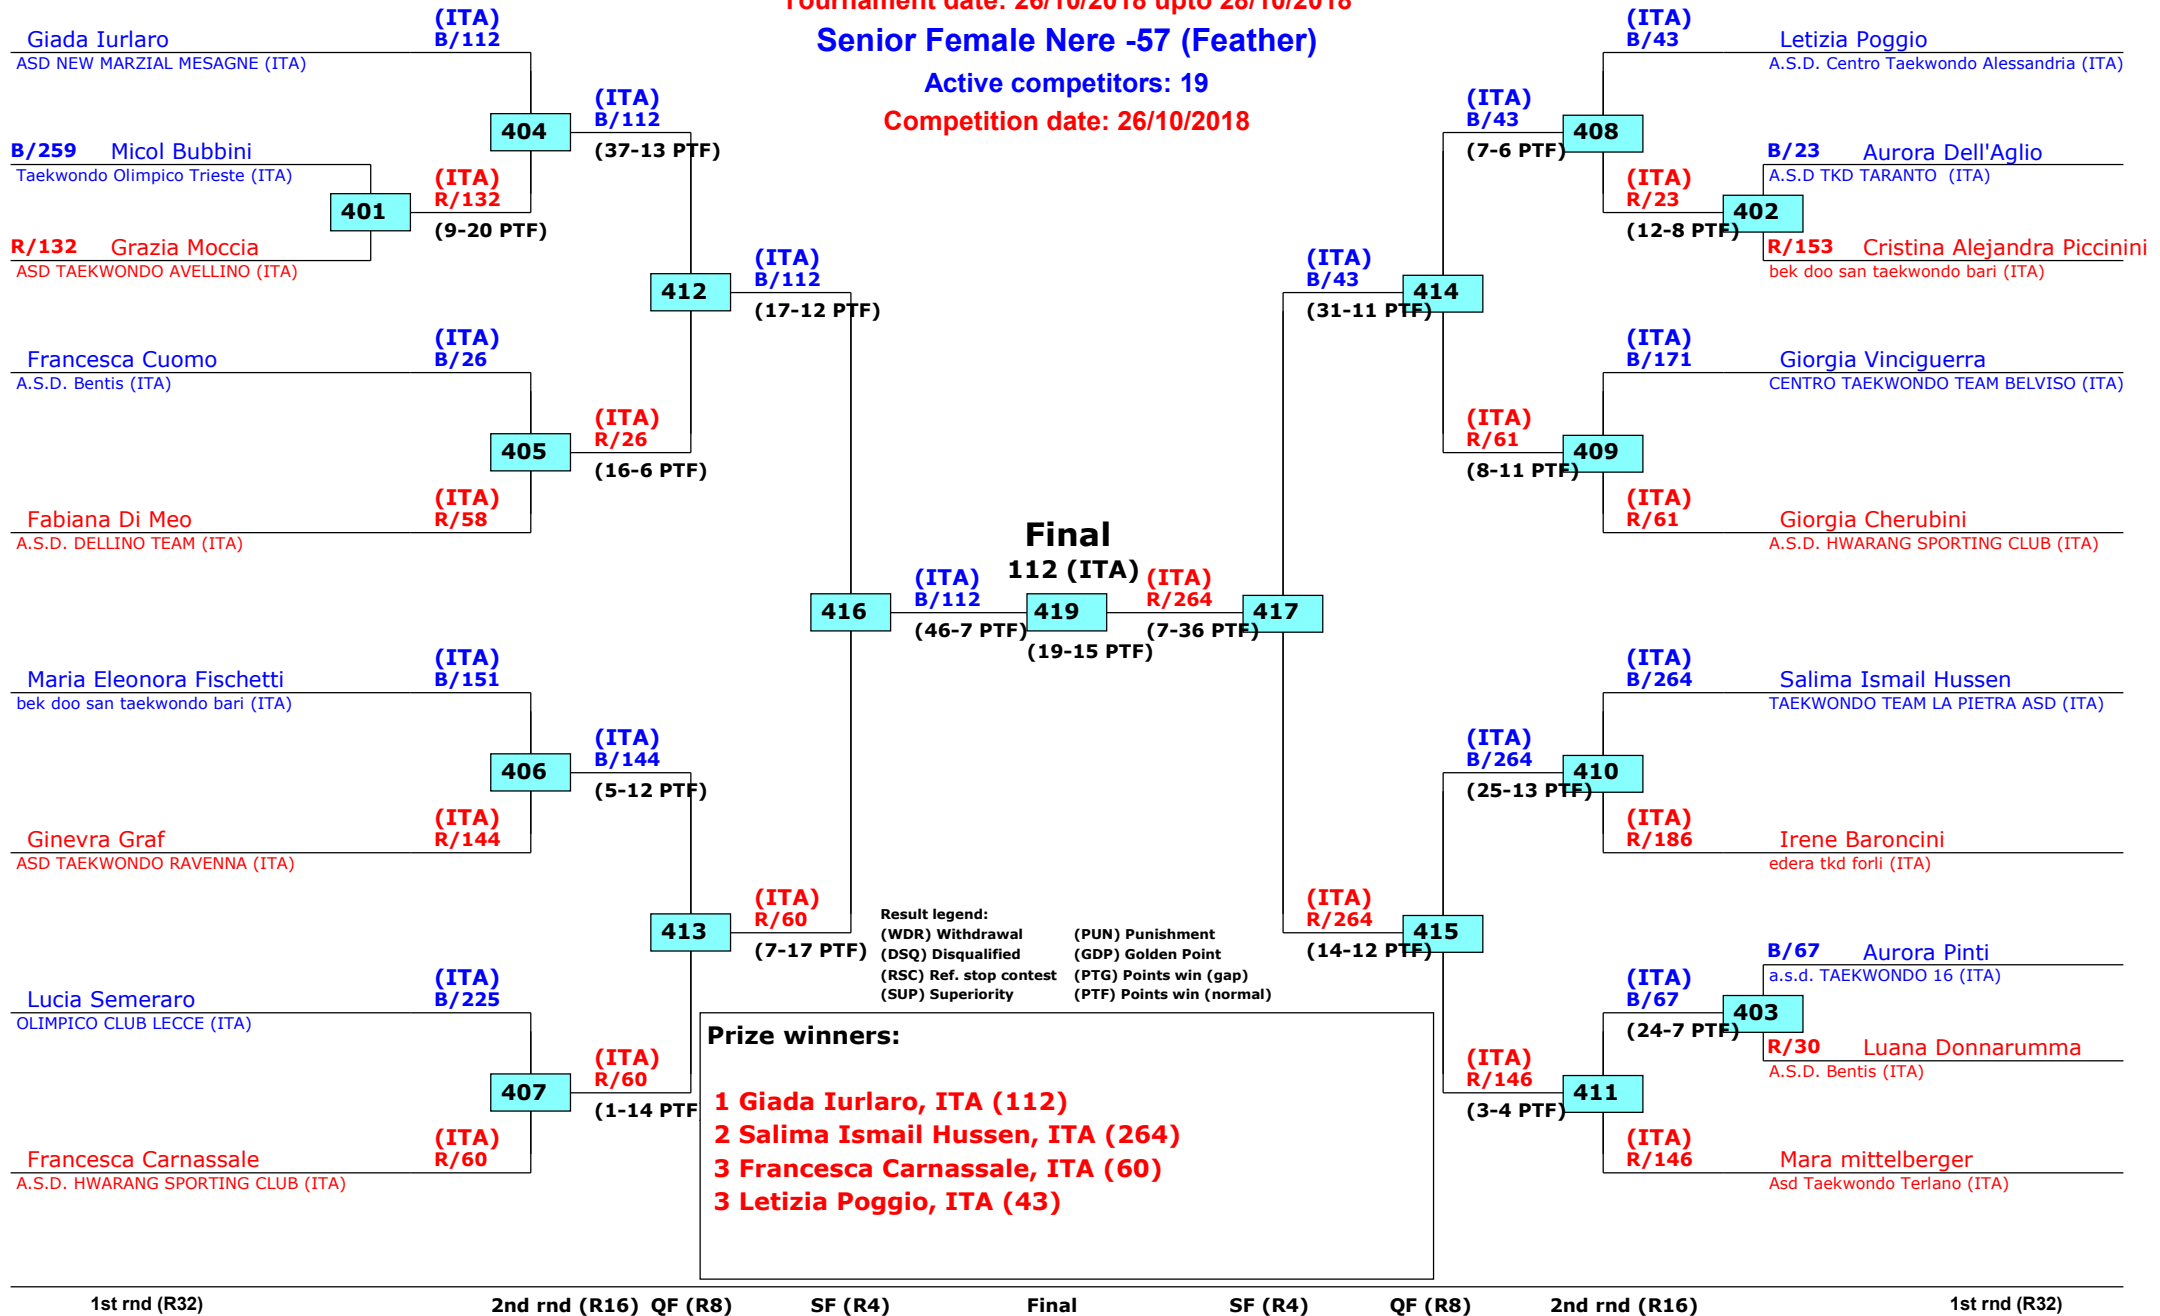 Tournament date: 26/10/2018 upto 28/10/2018
Senior Female Nere -57 (Feather)
Active competitors: 19
Competition date: 26/10/2018
(ITA)
B/112
Giada Iurlaro
ASD NEW MARZIAL MESAGNE (ITA)
404
(ITA)
B/112
(37-13 PTF)
B/259 Micol Bubbini
Taekwondo Olimpico Trieste (ITA)
401
(ITA)
R/132
(9-20 PTF)
R/132 Grazia Moccia
ASD TAEKWONDO AVELLINO (ITA)
412
(ITA)
B/112
(17-12 PTF)
(ITA)
B/26
Francesca Cuomo
A.S.D. Bentis (ITA)
405
(ITA)
R/26
(16-6 PTF)
(ITA)
R/58
Fabiana Di Meo
A.S.D. DELLINO TEAM (ITA)
416
(ITA)
B/112
(46-7 PTF)
Final
112 (ITA)
419
(19-15 PTF)
(ITA)
R/264
(7-36 PTF)
417
(ITA)
B/151
Maria Eleonora Fischetti
bek doo san taekwondo bari (ITA)
406
(ITA)
B/144
(5-12 PTF)
(ITA)
R/144
Ginevra Graf
ASD TAEKWONDO RAVENNA (ITA)
413
(ITA)
R/60
(7-17 PTF)
(ITA)
B/225
Lucia Semeraro
OLIMPICO CLUB LECCE (ITA)
407
(ITA)
R/60
(1-14 PTF
(ITA)
R/60
Francesca Carnassale
A.S.D. HWARANG SPORTING CLUB (ITA)
(ITA)
B/43
Letizia Poggio
A.S.D. Centro Taekwondo Alessandria (ITA)
408
(ITA)
B/43
(7-6 PTF)
B/23 Aurora Dell'Aglio
A.S.D TKD TARANTO (ITA)
402
(ITA)
R/23
(12-8 PTF)
R/153 Cristina Alejandra Piccinini
bek doo san taekwondo bari (ITA)
414
(ITA)
B/43
(31-11 PTF)
(ITA)
B/171
Giorgia Vinciguerra
CENTRO TAEKWONDO TEAM BELVISO (ITA)
409
(ITA)
R/61
(8-11 PTF)
(ITA)
R/61
Giorgia Cherubini
A.S.D. HWARANG SPORTING CLUB (ITA)
(ITA)
B/264
Salima Ismail Hussen
TAEKWONDO TEAM LA PIETRA ASD (ITA)
410
(ITA)
B/264
(25-13 PTF)
(ITA)
R/186
Irene Baroncini
edera tkd forli (ITA)
415
(ITA)
R/264
(14-12 PTF)
B/67 Aurora Pinti
a.s.d. TAEKWONDO 16 (ITA)
403
(ITA)
B/67
(24-7 PTF)
R/30 Luana Donnarumma
A.S.D. Bentis (ITA)
411
(ITA)
R/146
(3-4 PTF)
(ITA)
R/146
Mara mittelberger
Asd Taekwondo Terlano (ITA)
Result legend:
(WDR) Withdrawal (PUN) Punishment
(DSQ) Disqualified (GDP) Golden Point
(RSC) Ref. stop contest (PTG) Points win (gap)
(SUP) Superiority (PTF) Points win (normal)
Prize winners:
1 Giada Iurlaro, ITA (112)
2 Salima Ismail Hussen, ITA (264)
3 Francesca Carnassale, ITA (60)
3 Letizia Poggio, ITA (43)
1st rnd (R32) 2nd rnd (R16) QF (R8) SF (R4) Final SF (R4) QF (R8) 2nd rnd (R16) 1st rnd (R32)